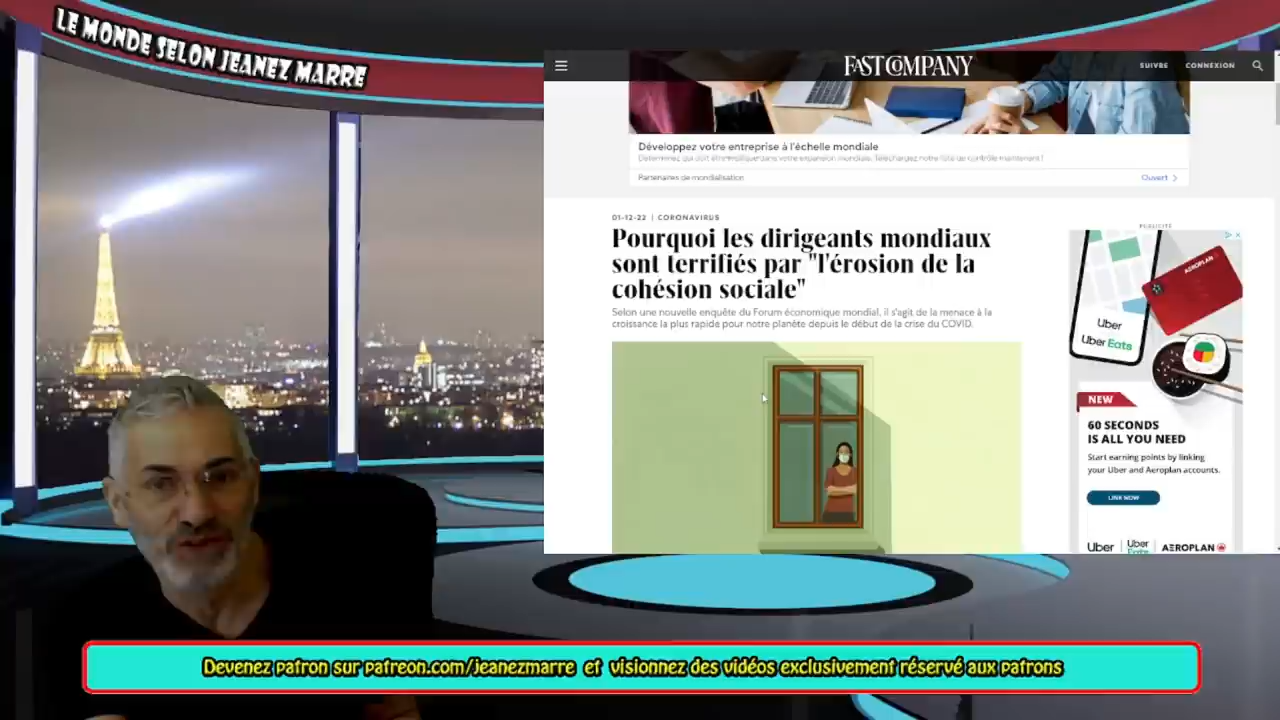 LE MONDE SELON JEANEZ MARRE
FAST COMPANY
SUIVRE CONNEXION
Développez votre entreprise à l'échelle mondiale
Partenaires de mondialisation
Ouvert
01-12-22 | CORONAVIRUS
PUBLICITÉ
Pourquoi les dirigeants mondiaux
sont terrifiés par "l'érosion de la
cohésion sociale"
Selon une nouvelle enquête du Forum économique mondial, il s'agit de la menace à la
croissance la plus rapide pour notre planète depuis le début de la crise du COVID.
AEROPLAN
Uber
Uber Eats
NEW
60 SECONDS
IS ALL YOU NEED
Start earning points by linking
your Uber and Aeroplan accounts.
LINK NOW
Uber | Uber Eats | AEROPLAN
Devenez patron sur patreon.com/jeanezmarre et visionnez des vidéos exclusivement réservé aux patrons